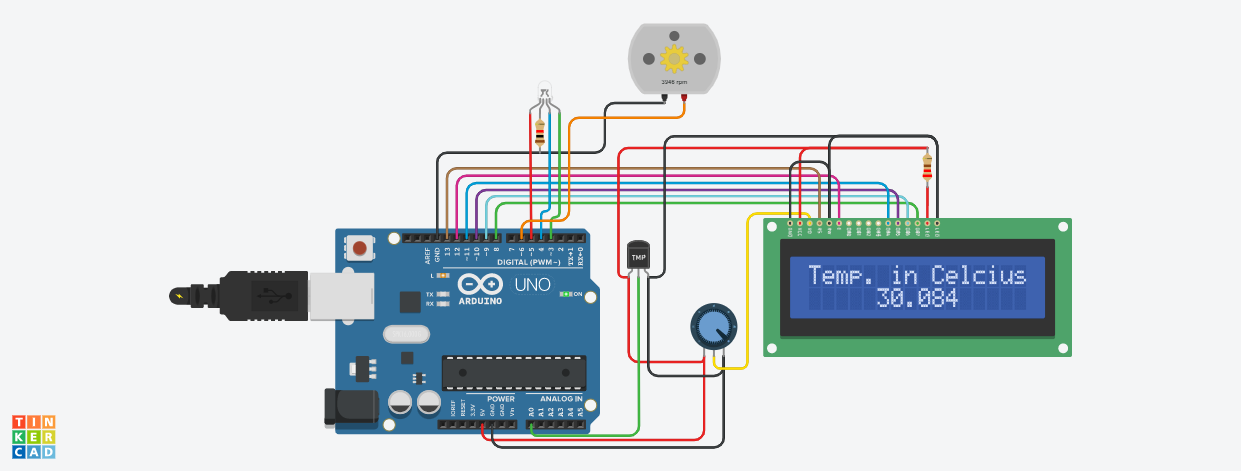 3948 rpm
AREF
GND
13
12
~11
~10
~9
8
7
~6
~5
4
~3
2
TX→1
RX←0
DIGITAL (PWM~)
L
TX
RX
UNO
ARDUINO
ON
TMP
Temp. in Celcius
30.084
POWER
ANALOG IN
IOREF
RESET
3.3V
5V
GND
GND
Vin
A0
A1
A2
A3
A4
A5
TIN
KER
CAD